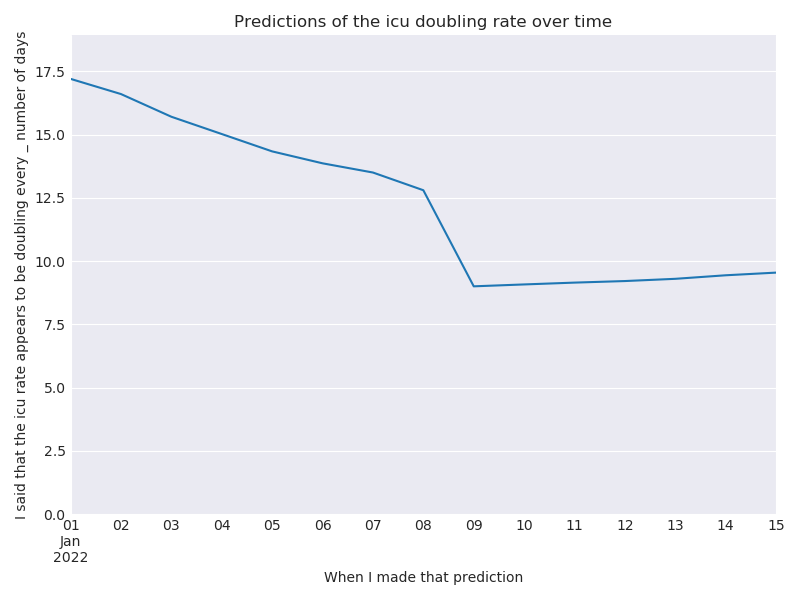 Predictions of the icu doubling rate over time
I said that the icu rate appears to be doubling every _ number of days
17.5
15.0
12.5
10.0
7.5
5.0
2.5
0.0
01 02 03 04 05 06 07 08 09 10 11 12 13 14 15
Jan
2022
When I made that prediction